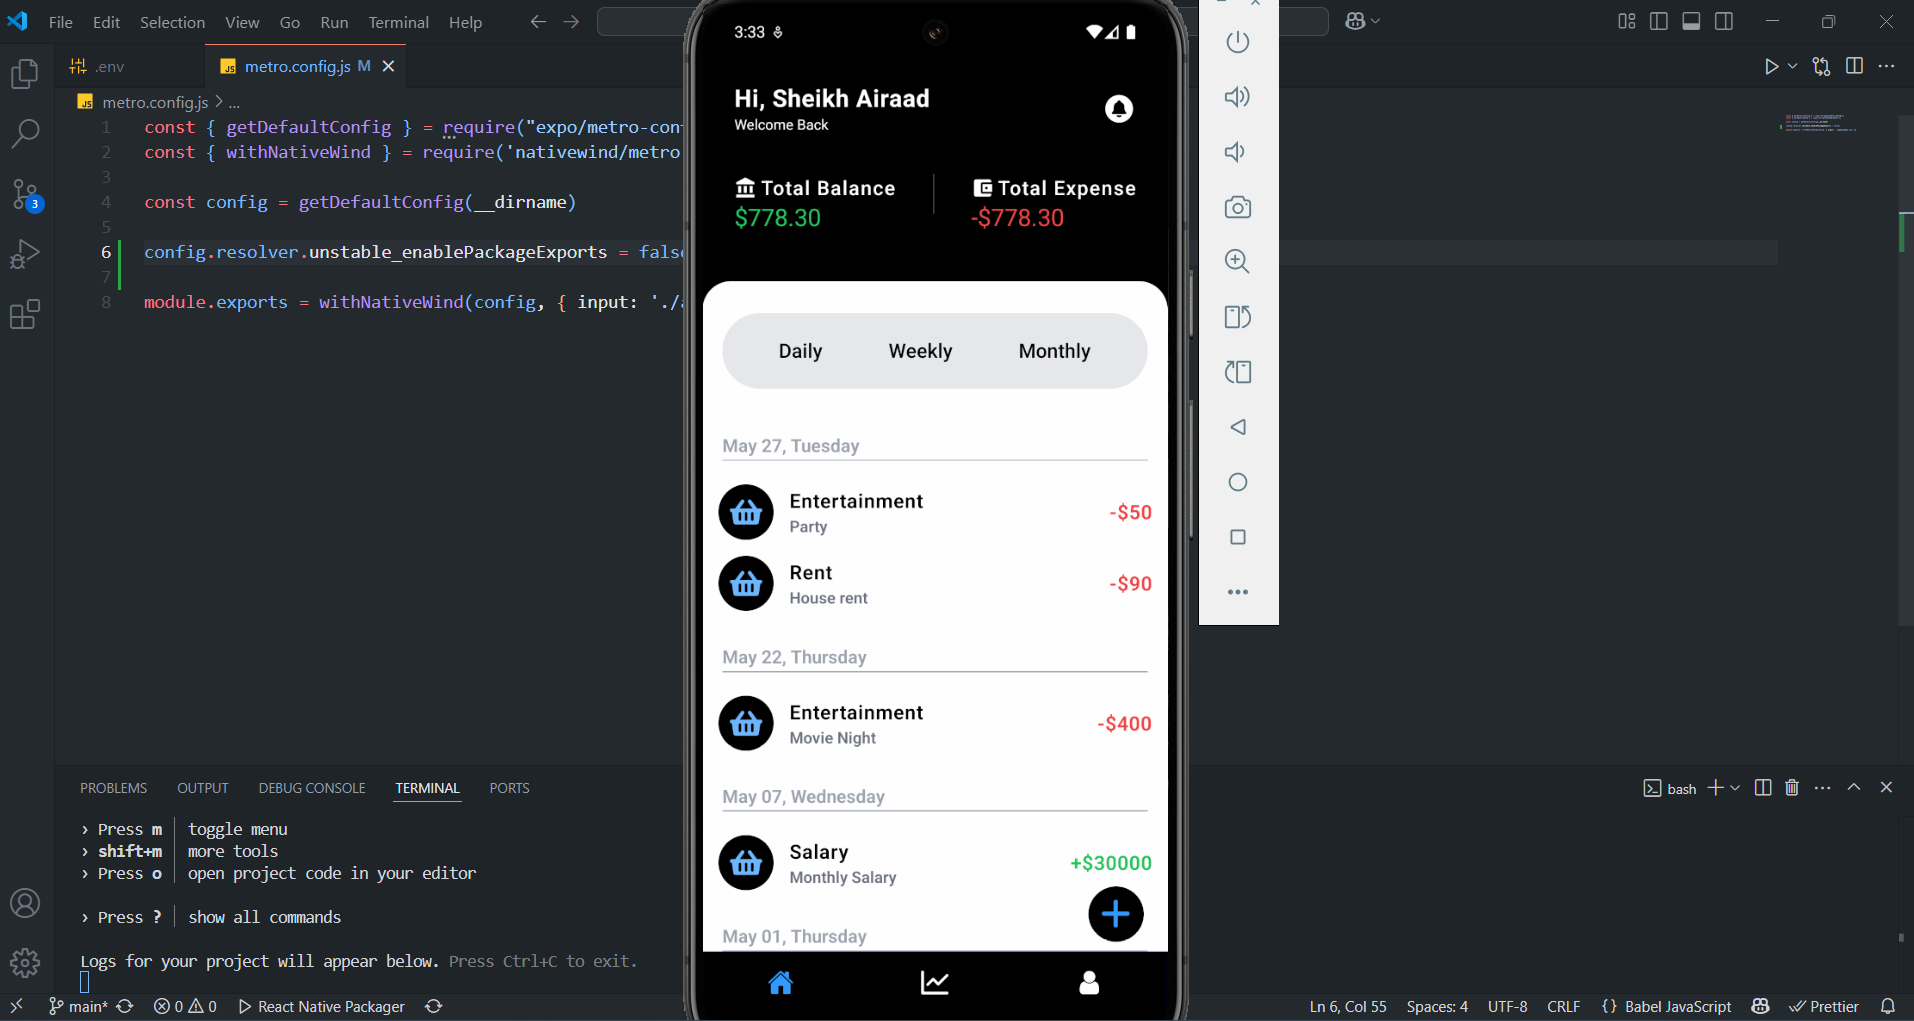 File Edit Selection View Go Run Terminal Help
.env
JS metro.config.js M
JS metro.config.js > ...
1 const { getDefaultConfig } = require("expo/metro-con
2 const { withNativeWind } = require('nativewind/metro
3
4 const config = getDefaultConfig(__dirname)
5
6 config.resolver.unstable_enablePackageExports = false
7
8 module.exports = withNativeWind(config, { input: './
3
3:33
Hi, Sheikh Airaad
Welcome Back
Total Balance
$778.30
Total Expense
-$778.30
Daily Weekly Monthly
May 27, Tuesday
Entertainment
Party
-$50
Rent
House rent
-$90
May 22, Thursday
Entertainment
Movie Night
-$400
May 07, Wednesday
Salary
Monthly Salary
+$30000
May 01, Thursday
PROBLEMS OUTPUT DEBUG CONSOLE TERMINAL PORTS
bash
› Press m │ toggle menu
› shift+m │ more tools
› Press o │ open project code in your editor
› Press ? │ show all commands
Logs for your project will appear below. Press Ctrl+C to exit.
main* 0 0 React Native Packager
Ln 6, Col 55 Spaces: 4 UTF-8 CRLF {} Babel JavaScript Prettier